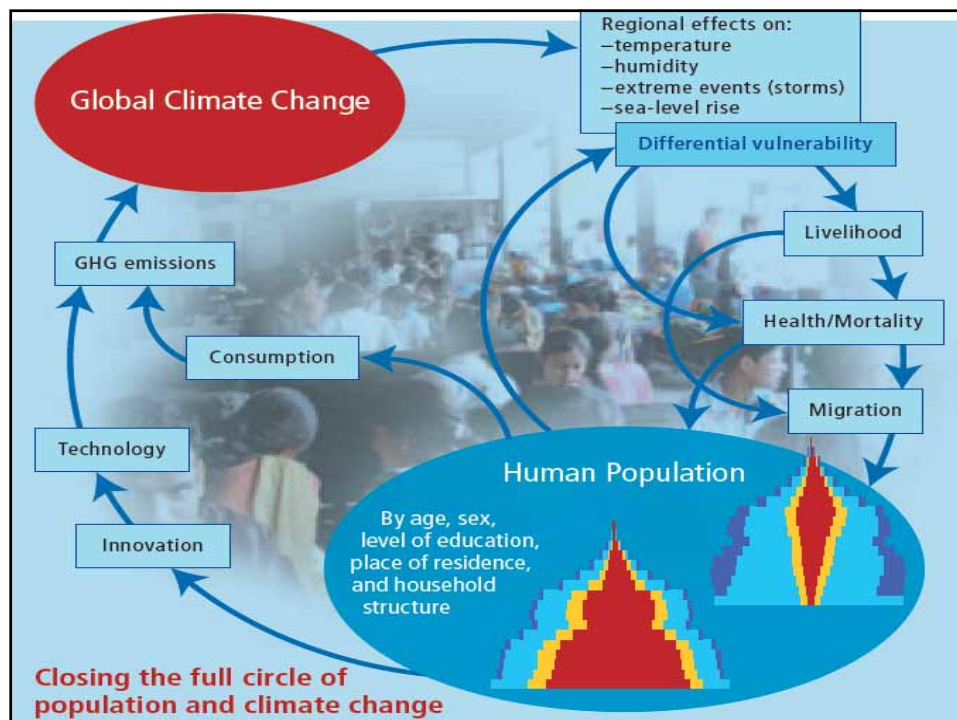 Global Climate Change
Regional effects on:
–temperature
–humidity
–extreme events (storms)
–sea-level rise
Differential vulnerability
Livelihood
Health/Mortality
Migration
GHG emissions
Consumption
Technology
Innovation
Human Population
By age, sex,
level of education,
place of residence,
and household
structure
Closing the full circle of
population and climate change